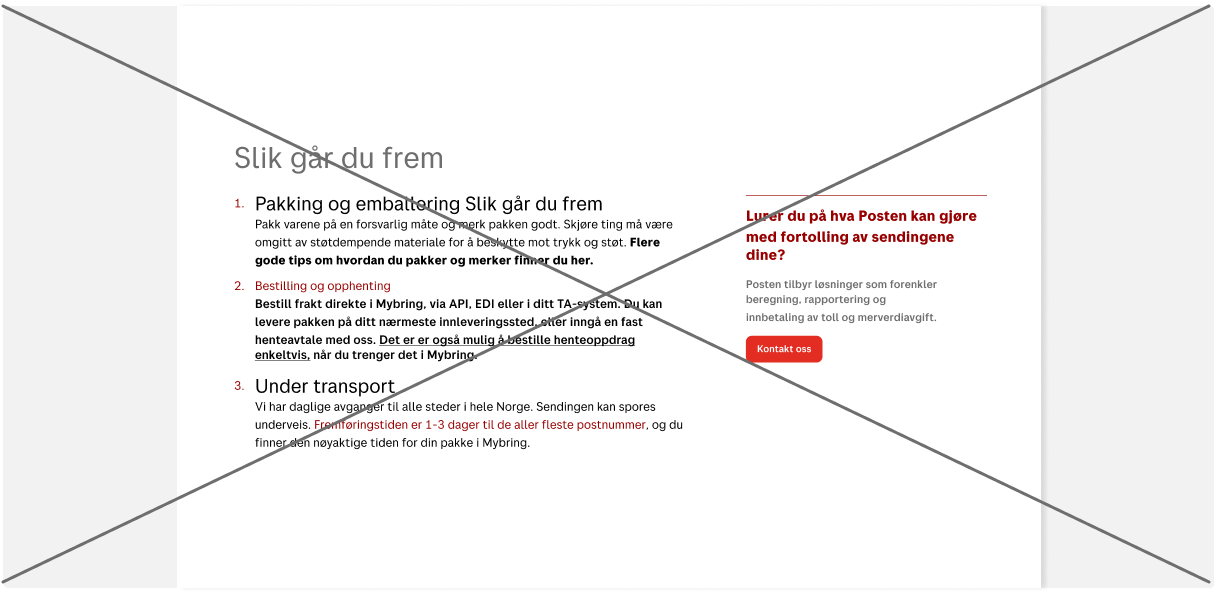 Slik går du frem
1. Pakking og emballering Slik går du frem
Pakk varene på en forsvarlig måte og merk pakken godt. Skjøre ting må være
omgitt av støtdempende materiale for å beskytte mot trykk og støt. Flere
gode tips om hvordan du pakker og merker finner du her.
2. Bestilling og opphenting
Bestill frakt direkte i Mybring, via API, EDI eller i ditt TA-system. Du kan
levere pakken på ditt nærmeste innleveringssted, eller inngå en fast
henteavtale med oss. Det er er også mulig å bestille henteoppdrag
enkeltvis, når du trenger det i Mybring.
3. Under transport
Vi har daglige avganger til alle steder i hele Norge. Sendingen kan spores
underveis. Fremføringstiden er 1-3 dager til de aller fleste postnummer, og du
finner den nøyaktige tiden for din pakke i Mybring.
Lurer du på hva Posten kan gjøre
med fortolling av sendingene
dine?
Posten tilbyr løsninger som forenkler
beregning, rapportering og
innbetaling av toll og merverdiavgift.
Kontakt oss